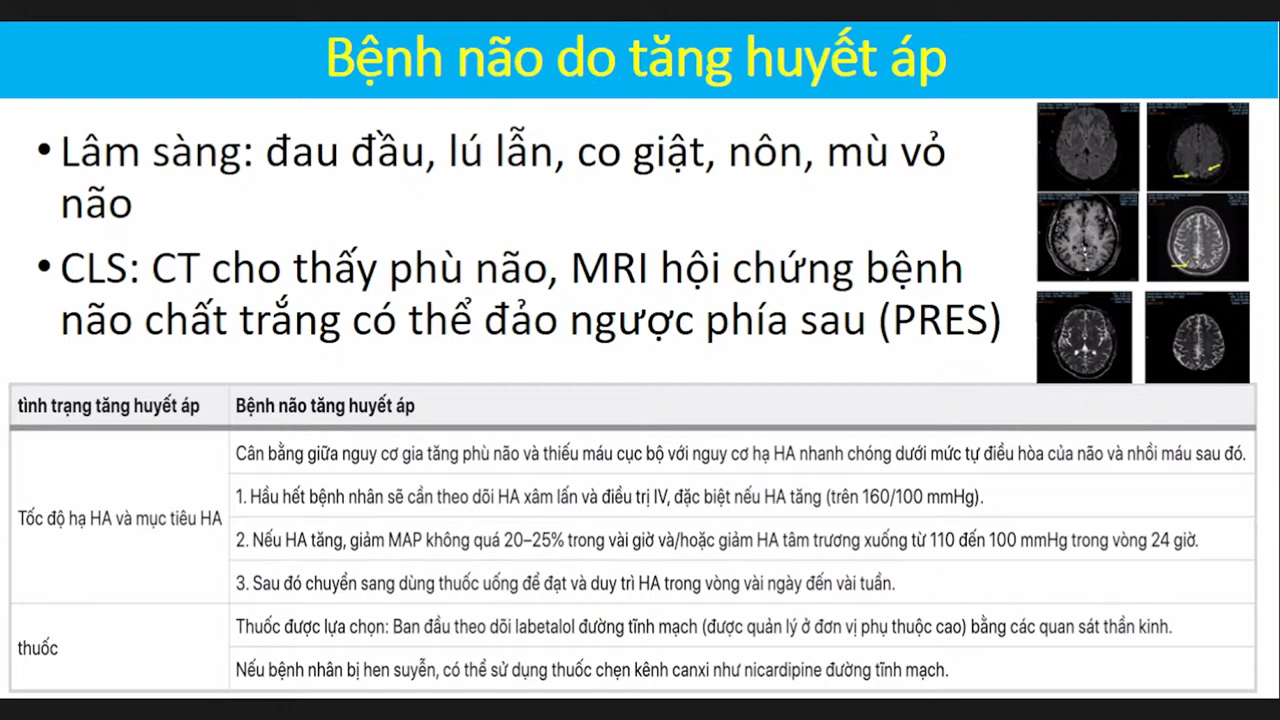 Bệnh não do tăng huyết áp
• Lâm sàng: đau đầu, lú lẫn, co giật, nôn, mù vỏ
não
• CLS: CT cho thấy phù não, MRI hội chứng bệnh
não chất trắng có thể đảo ngược phía sau (PRES)
tình trạng tăng huyết áp
Bệnh não tăng huyết áp
Tốc độ hạ HA và mục tiêu HA
Cân bằng giữa nguy cơ gia tăng phù não và thiếu máu cục bộ với nguy cơ hạ HA nhanh chóng dưới mức tự điều hòa của não và nhồi máu sau đó.
1. Hầu hết bệnh nhân sẽ cần theo dõi HA xâm lấn và điều trị IV, đặc biệt nếu HA tăng (trên 160/100 mmHg).
2. Nếu HA tăng, giảm MAP không quá 20–25% trong vài giờ và/hoặc giảm HA tâm trương xuống từ 110 đến 100 mmHg trong vòng 24 giờ.
3. Sau đó chuyển sang dùng thuốc uống để đạt và duy trì HA trong vòng vài ngày đến vài tuần.
thuốc
Thuốc được lựa chọn: Ban đầu theo dõi labetalol đường tĩnh mạch (được quản lý ở đơn vị phụ thuộc cao) bằng các quan sát thần kinh.
Nếu bệnh nhân bị hen suyễn, có thể sử dụng thuốc chẹn kênh canxi như nicardipine đường tĩnh mạch.